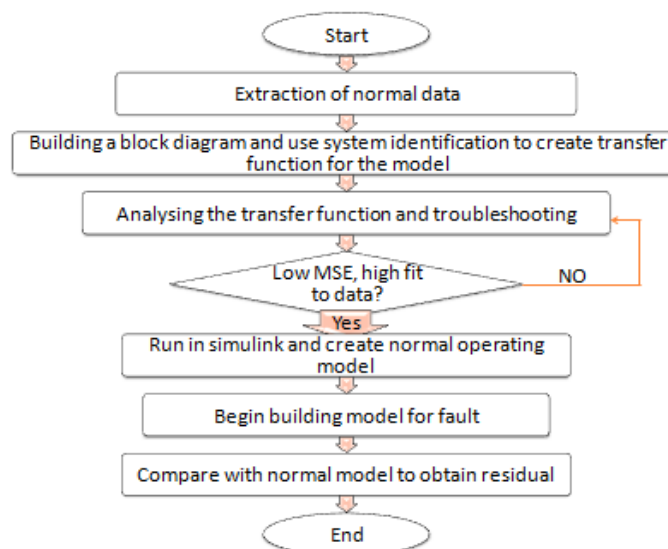 Start
Extraction of normal data
Building a block diagram and use system identification to create transfer
function for the model
Analysing the transfer function and troubleshooting
Low MSE, high fit
to data?
NO
Yes
Run in simulink and create normal operating
model
Begin building model for fault
Compare with normal model to obtain residual
End